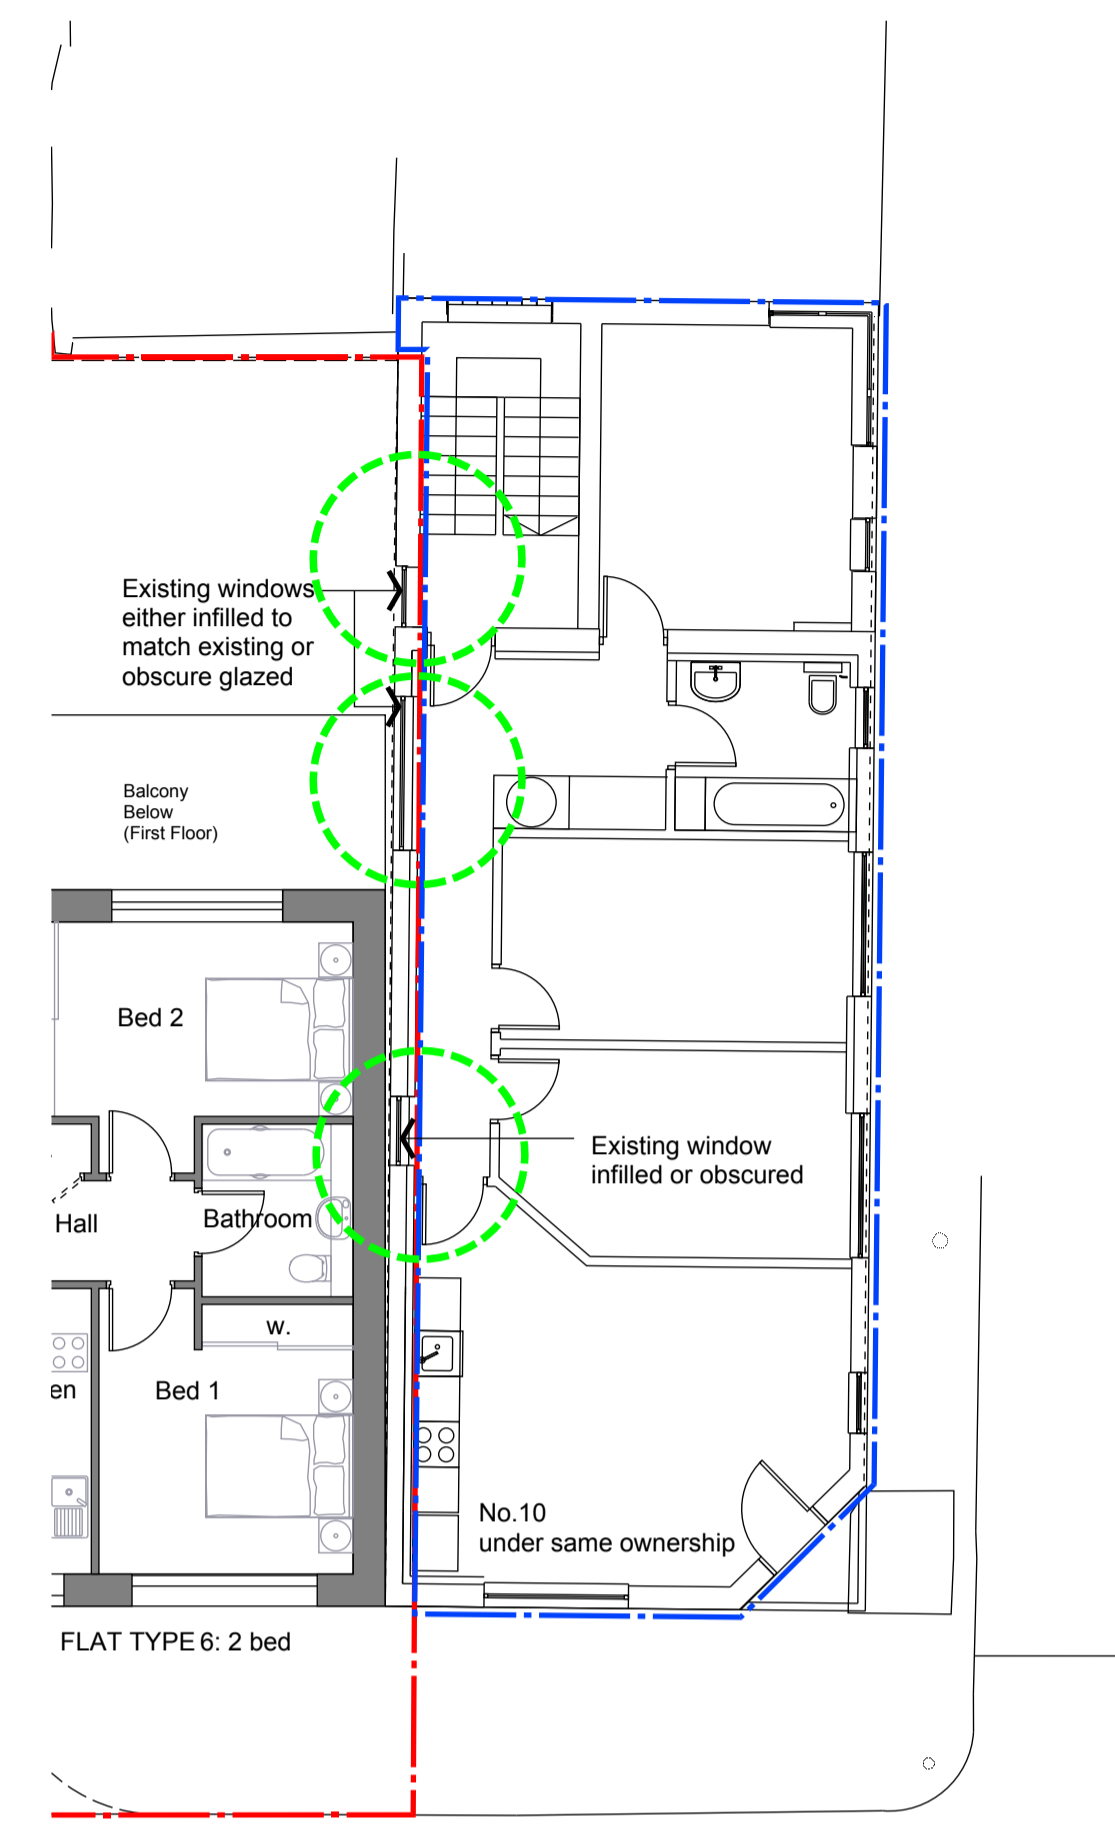 Existing windows
either infilled to
match existing or
obscure glazed
Balcony
Below
(First Floor)
Bed 2
Existing window
infilled or obscured
Hall
Bathroom
w.
en
Bed 1
No.10
under same ownership
FLAT TYPE 6: 2 bed